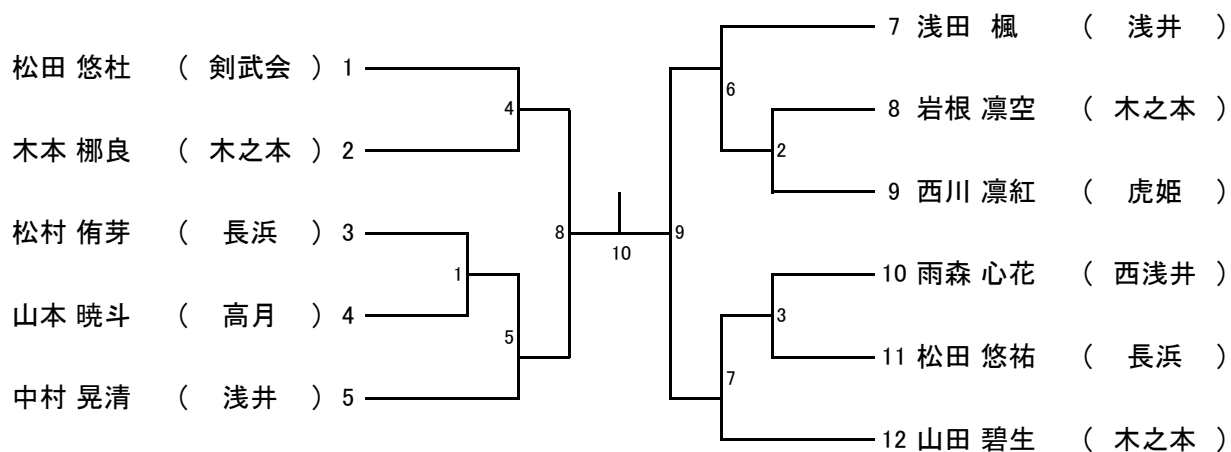 松田 悠杜 ( 剣武会 ) 1
木本 梛良 ( 木之本 ) 2
松村 侑芽 ( 長浜 ) 3
山本 暁斗 ( 高月 ) 4
中村 晃清 ( 浅井 ) 5
4
1
5
8
10
9
6
2
3
7
7 浅田 楓 ( 浅井 )
8 岩根 凛空 ( 木之本 )
9 西川 凛紅 ( 虎姫 )
10 雨森 心花 ( 西浅井 )
11 松田 悠祐 ( 長浜 )
12 山田 碧生 ( 木之本 )